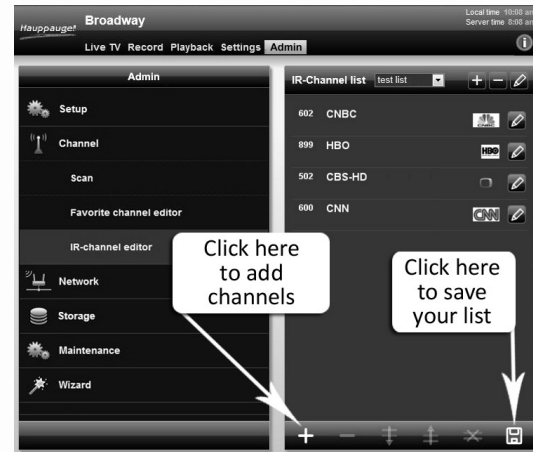 Hauppauge!
Broadway
Local time 10:08 am
Server time 8:08 am
Live TV Record Playback Settings Admin
Admin
Setup
Channel
Scan
Favorite channel editor
IR-channel editor
Network
Storage
Maintenance
Wizard
IR-Channel list test list
602 CNBC
CNBC
899 HBO
HBO
502 CBS-HD
600 CNN
CNN
Click here
to add
channels
Click here
to save
your list